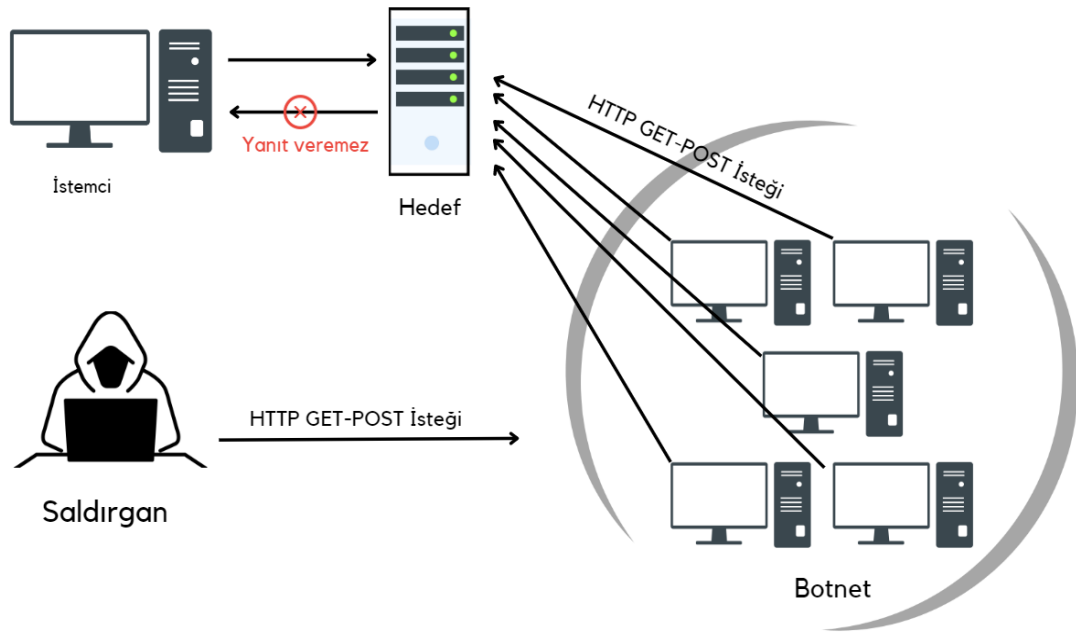 HTTP GET-POST İsteği
Yanıt veremez
İstemci
Hedef
HTTP GET-POST İsteği
Saldırgan
Botnet